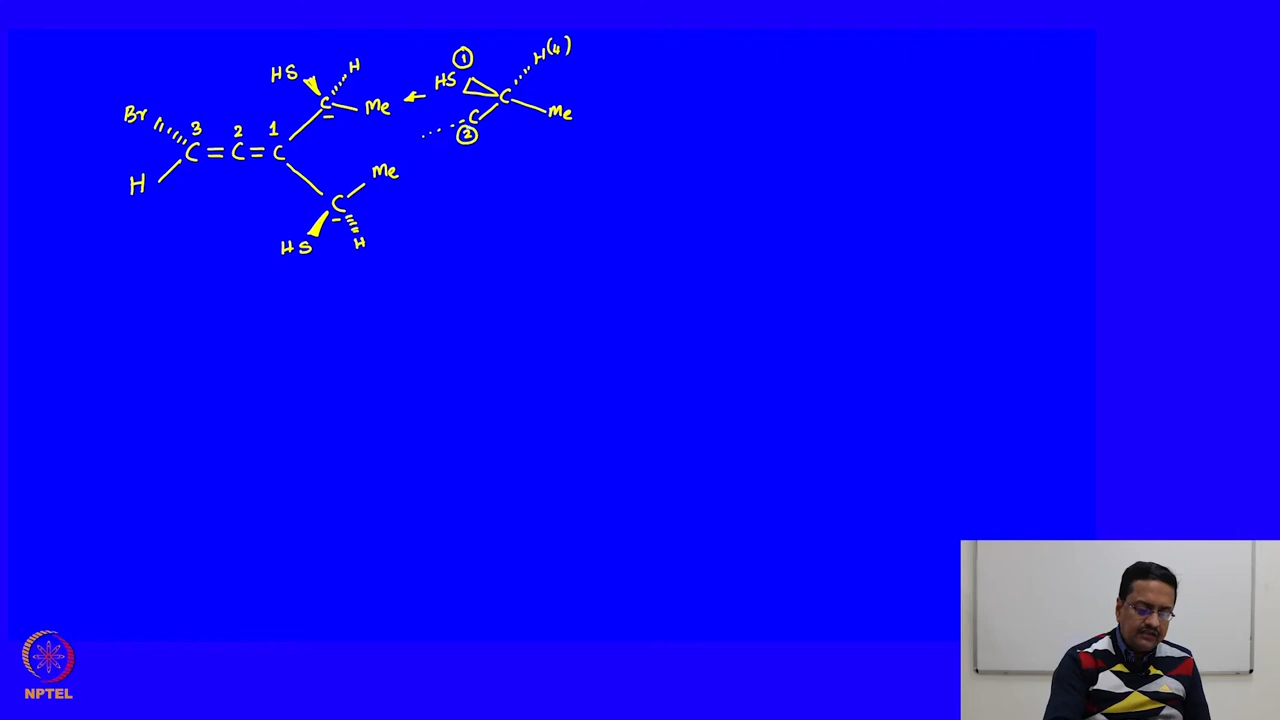 HS H
Br 3 2 1 C Me
C = C = C
H
Me
C
HS H
① HS H(4)
C Me
C
②
NPTEL